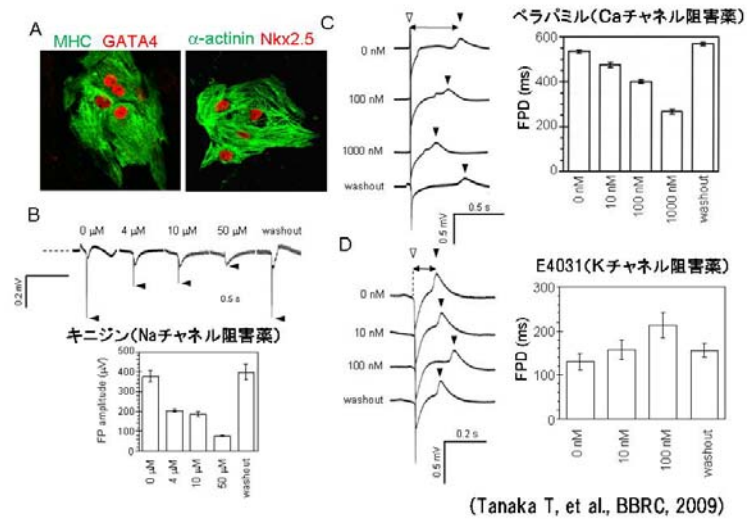 A
MHC GATA4
α-actinin Nkx2.5
B
0 μM 4 μM 10 μM 50 μM washout
0.2 mV
0.5 s
キニジン(Naチャネル阻害薬)
FP amplitude (μV)
500
400
300
200
100
0
0 μM
4 μM
10 μM
50 μM
washout
C
0 nM
100 nM
1000 nM
washout
0.5 mV
0.5 s
ベラパミル(Caチャネル阻害薬)
FPD (ms)
600
400
200
0 nM
10 nM
100 nM
1000 nM
washout
D
0 nM
10 nM
100 nM
washout
0.5 mV
0.2 s
E4031(Kチャネル阻害薬)
FPD (ms)
300
200
100
0
0 nM
10 nM
100 nM
washout
(Tanaka T, et al., BBRC, 2009)